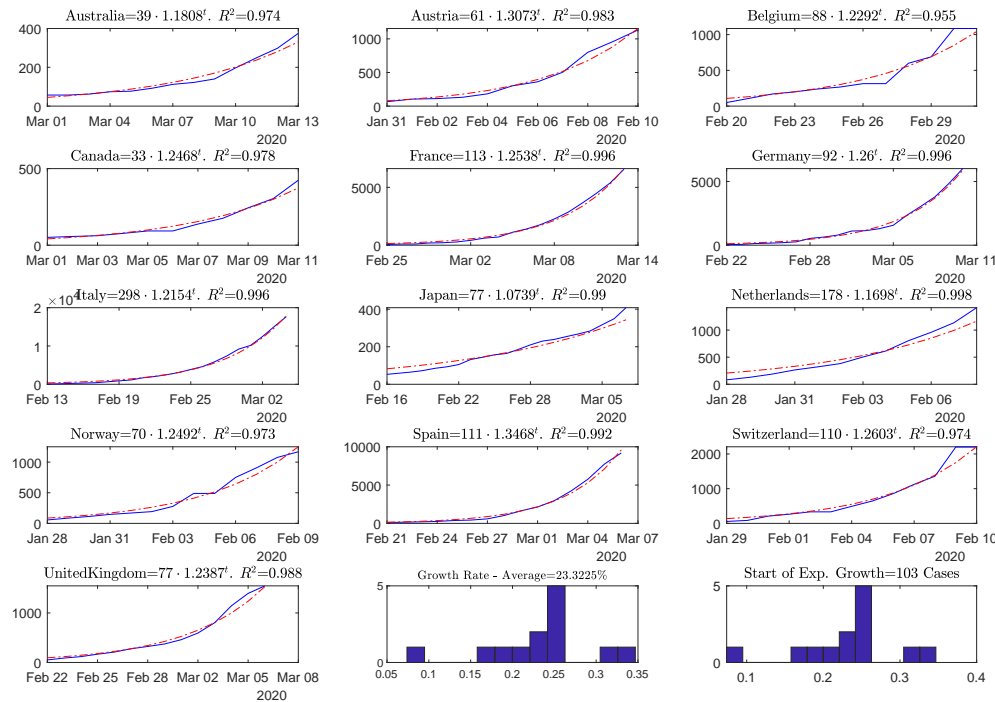 Australia=39 · 1.1808^t. R^2=0.974
400
200
0
Mar 01 Mar 04 Mar 07 Mar 10 Mar 13
2020
Austria=61 · 1.3073^t. R^2=0.983
1000
500
0
Jan 31 Feb 02 Feb 04 Feb 06 Feb 08 Feb 10
2020
Belgium=88 · 1.2292^t. R^2=0.955
1000
500
0
Feb 20 Feb 23 Feb 26 Feb 29
2020
Canada=33 · 1.2468^t. R^2=0.978
500
0
Mar 01 Mar 03 Mar 05 Mar 07 Mar 09 Mar 11
2020
France=113 · 1.2538^t. R^2=0.996
5000
0
Feb 25 Mar 02 Mar 08 Mar 14
2020
Germany=92 · 1.26^t. R^2=0.996
5000
0
Feb 22 Feb 28 Mar 05 Mar 11
2020
Italy=298 · 1.2154^t. R^2=0.996
×10^4
2
1
0
Feb 13 Feb 19 Feb 25 Mar 02
2020
Japan=77 · 1.0739^t. R^2=0.99
400
200
0
Feb 16 Feb 22 Feb 28 Mar 05
2020
Netherlands=178 · 1.1698^t. R^2=0.998
1000
500
0
Jan 28 Jan 31 Feb 03 Feb 06
2020
Norway=70 · 1.2492^t. R^2=0.973
1000
500
0
Jan 28 Jan 31 Feb 03 Feb 06 Feb 09
2020
Spain=111 · 1.3468^t. R^2=0.992
10000
5000
0
Feb 21 Feb 24 Feb 27 Mar 01 Mar 04 Mar 07
2020
Switzerland=110 · 1.2603^t. R^2=0.974
2000
1000
0
Jan 29 Feb 01 Feb 04 Feb 07 Feb 10
2020
UnitedKingdom=77 · 1.2387^t. R^2=0.988
1000
0
Feb 22 Feb 25 Feb 28 Mar 02 Mar 05 Mar 08
2020
Growth Rate - Average=23.3225%
5
0
0.05 0.1 0.15 0.2 0.25 0.3 0.35
Start of Exp. Growth=103 Cases
5
0
0.1 0.2 0.3 0.4